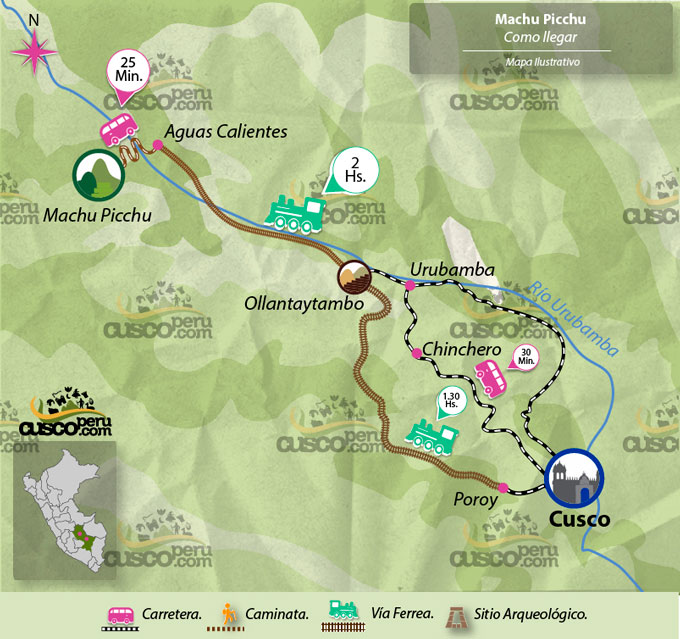 Machu Picchu
Como llegar
Mapa Ilustrativo
N
25
Min.
Aguas Calientes
2
Hs.
Machu Picchu
Urubamba
Ollantaytambo
Río Urubamba
Chinchero
30
Min.
1.30
Hs.
Poroy
Cusco
CUSCOperu
.com
Carretera.
Caminata.
Vía Ferrea.
Sitio Arqueológico.